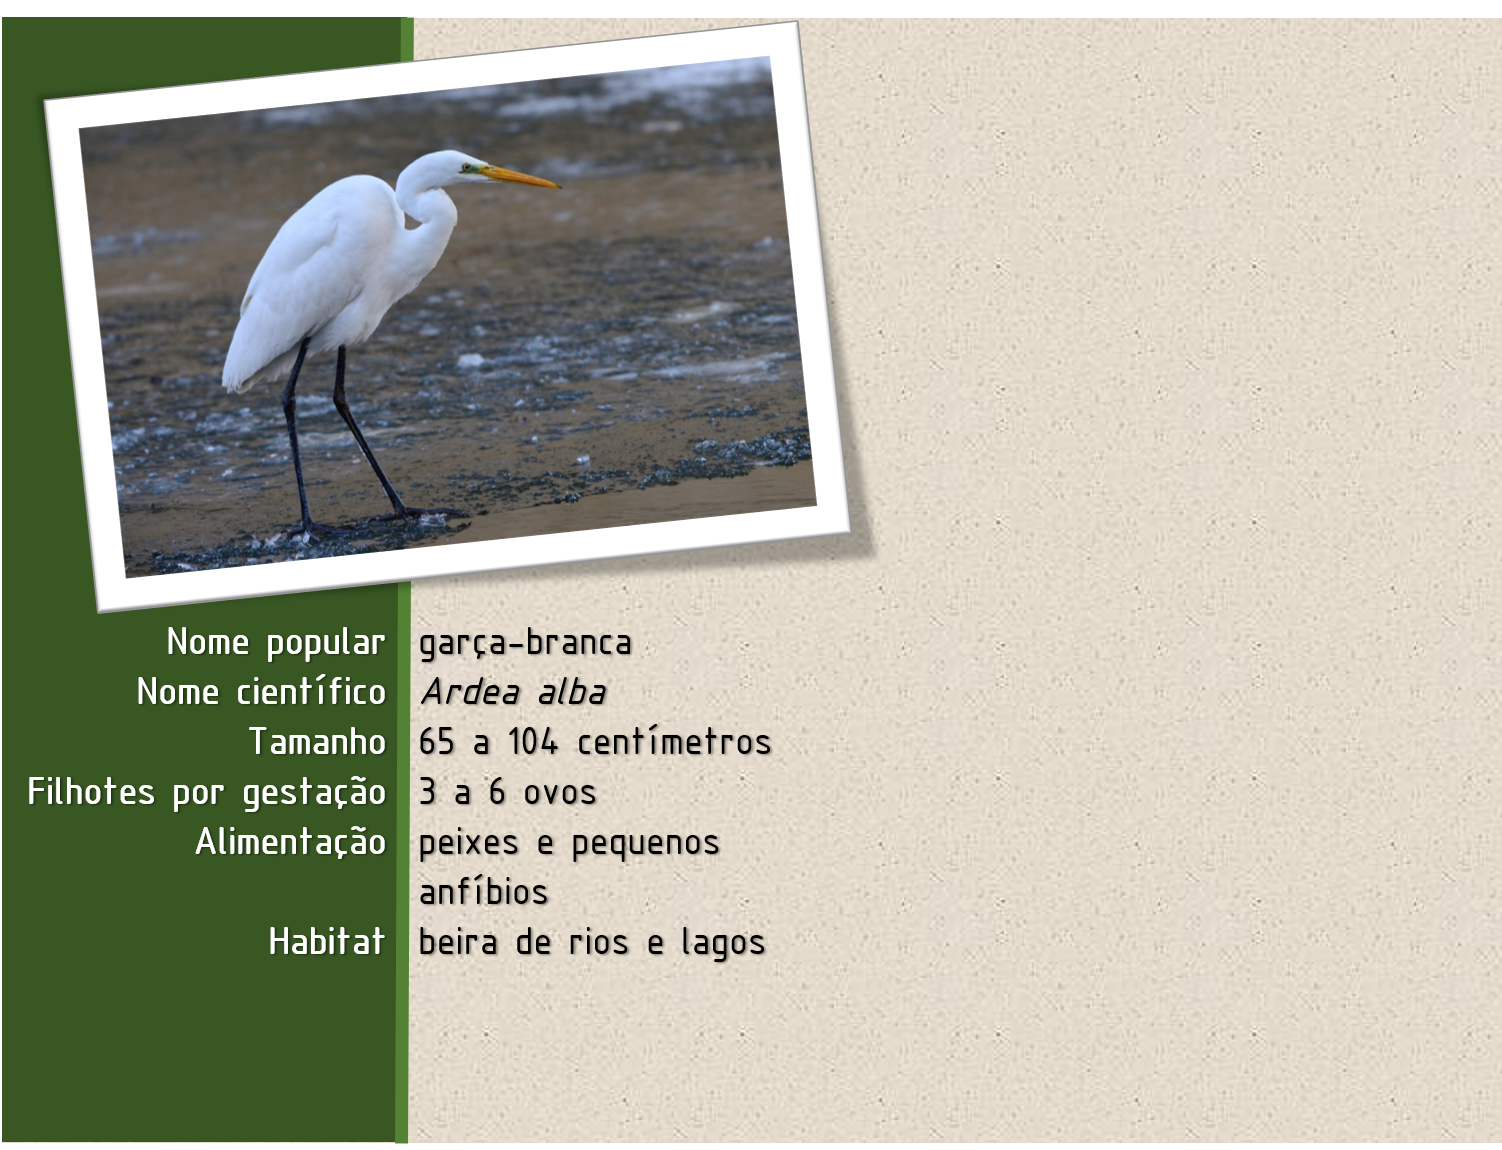 Nome popular garça-branca
Nome científico Ardea alba
Tamanho 65 a 104 centímetros
Filhotes por gestação 3 a 6 ovos
Alimentação peixes e pequenos
anfíbios
Habitat beira de rios e lagos